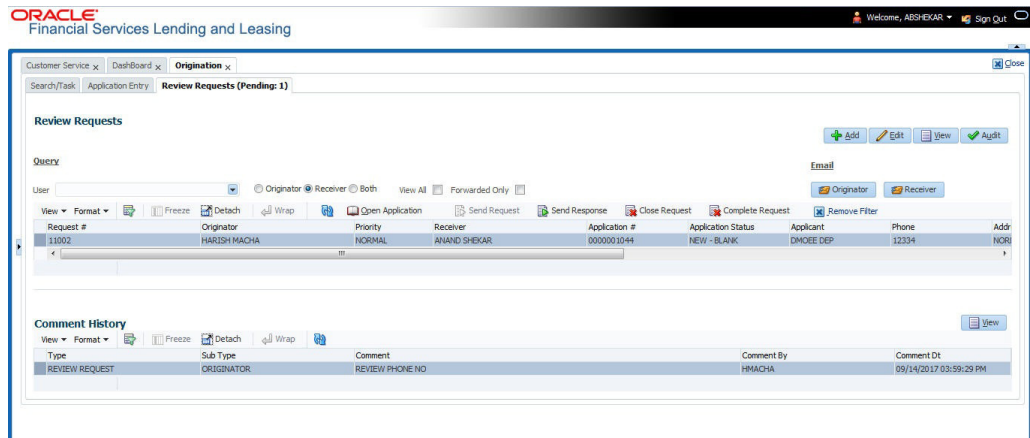 ORACLE®
Financial Services Lending and Leasing
Welcome, ABSHEKAR Sign Out
Customer Service x DashBoard x Origination x Close
Search/Task Application Entry Review Requests (Pending: 1)
Review Requests
Add Edit View Audit
Query Email
User Originator Receiver Both View All Forwarded Only Originator Receiver
View Format Freeze Detach Wrap Open Application Send Request Send Response Close Request Complete Request Remove Filter
Request # Originator Priority Receiver Application # Application Status Applicant Phone Addr
11002 HARISH MACHA NORMAL ANAND SHEKAR 0000001044 NEW - BLANK DMOEE DEP 12334 NOR
Comment History View
View Format Freeze Detach Wrap
Type Sub Type Comment Comment By Comment Dt
REVIEW REQUEST ORIGINATOR REVIEW PHONE NO HMACHA 09/14/2017 03:59:29 PM